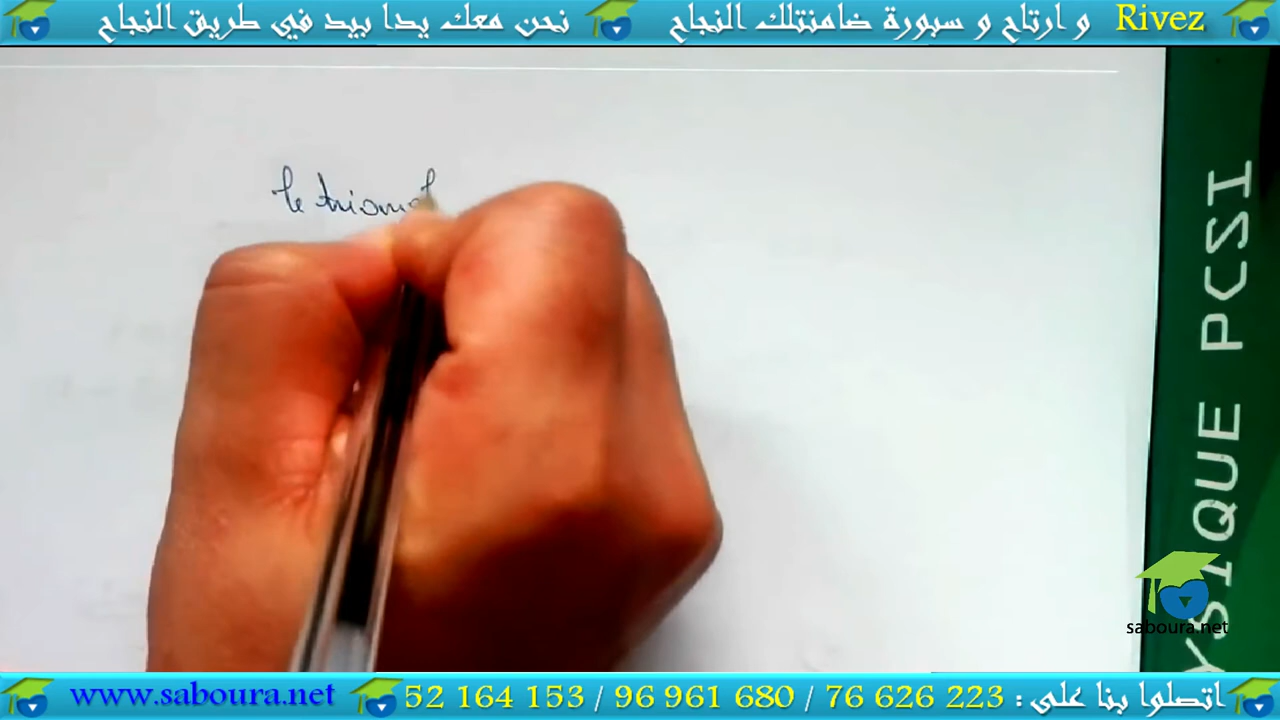 نحن معك يدا بيد في طريق النجاح و ارتاح و سبورة ضامنتلك النجاح Rivez
le
PHYSIQUE PCSI
saboura.net
www.saboura.net 52 164 153 / 96 961 680 / 76 626 223 : اتصلوا بنا على